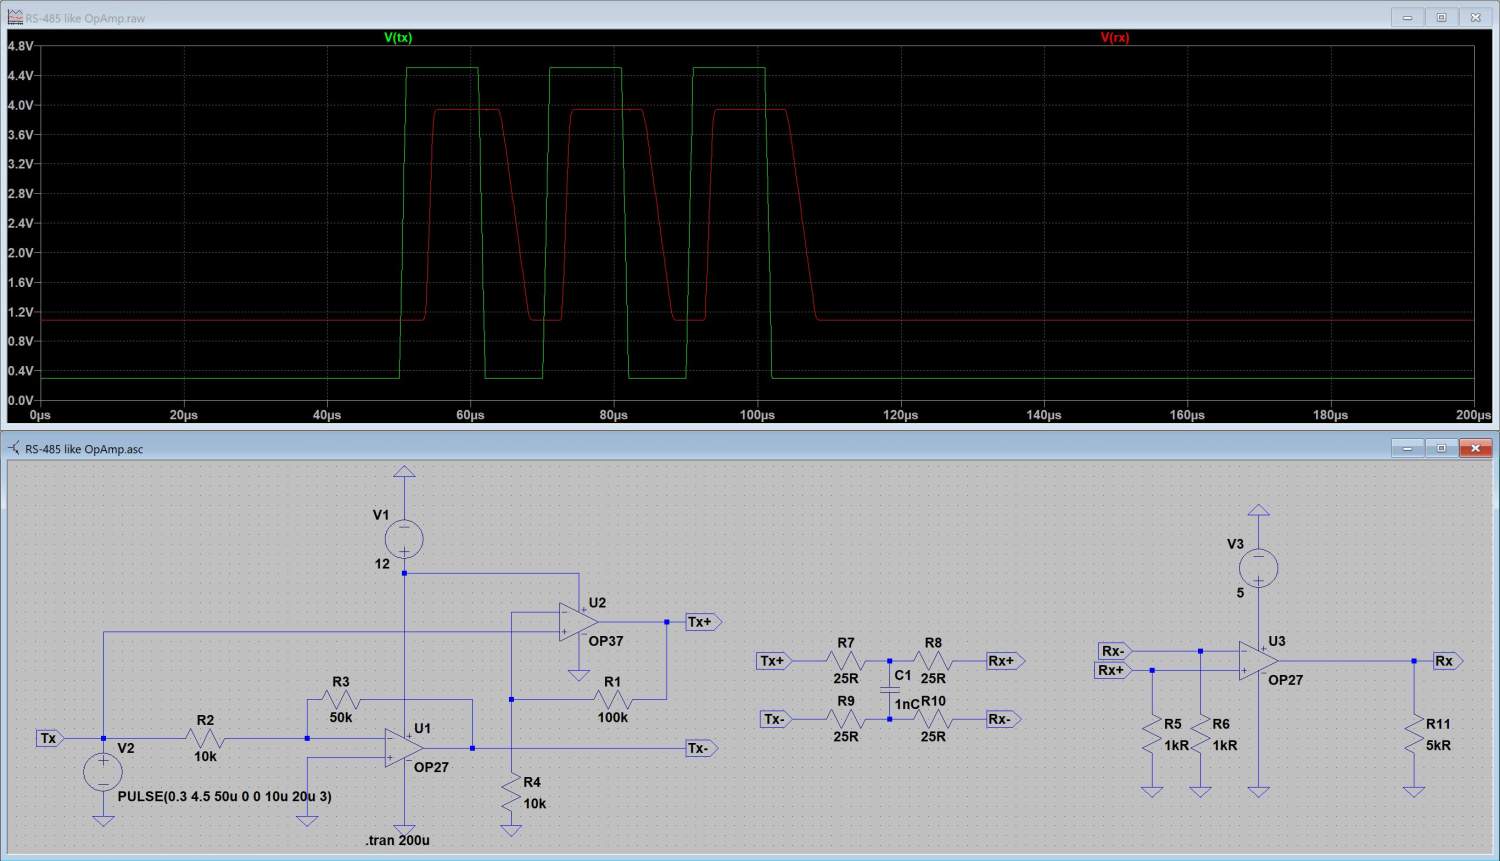 RS-485 like OpAmp.raw
V(tx) V(rx)
4.8V
4.4V
4.0V
3.6V
3.2V
2.8V
2.4V
2.0V
1.6V
1.2V
0.8V
0.4V
0.0V
0µs 20µs 40µs 60µs 80µs 100µs 120µs 140µs 160µs 180µs 200µs
RS-485 like OpAmp.asc
V1
12
U2
OP37
Tx+
R1
100k
R3
50k
R2
10k
Tx
V2
PULSE(0.3 4.5 50u 0 0 10u 20u 3)
U1
OP27
Tx-
R4
10k
.tran 200u
Tx+
R7
25R
R8
25R
Rx+
C1
1nC
Tx-
R9
25R
R10
25R
Rx-
V3
5
Rx-
Rx+
U3
OP27
Rx
R5
1kR
R6
1kR
R11
5kR